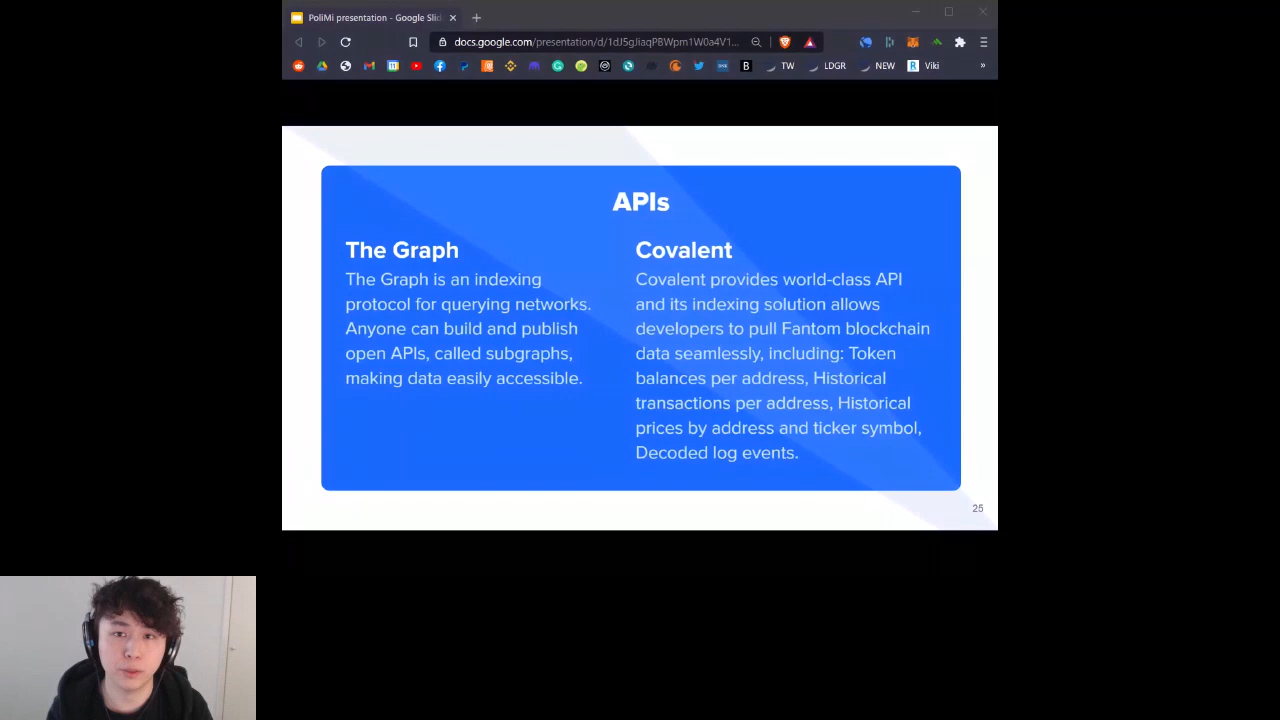 PoliMi presentation - Google Slid
docs.google.com/presentation/d/1dJ5gJiaqPBWpm1W0a4V1...
TW
LDGR
NEW
Viki
»
APIs
The Graph
The Graph is an indexing
protocol for querying networks.
Anyone can build and publish
open APIs, called subgraphs,
making data easily accessible.
Covalent
Covalent provides world-class API
and its indexing solution allows
developers to pull Fantom blockchain
data seamlessly, including: Token
balances per address, Historical
transactions per address, Historical
prices by address and ticker symbol,
Decoded log events.
25